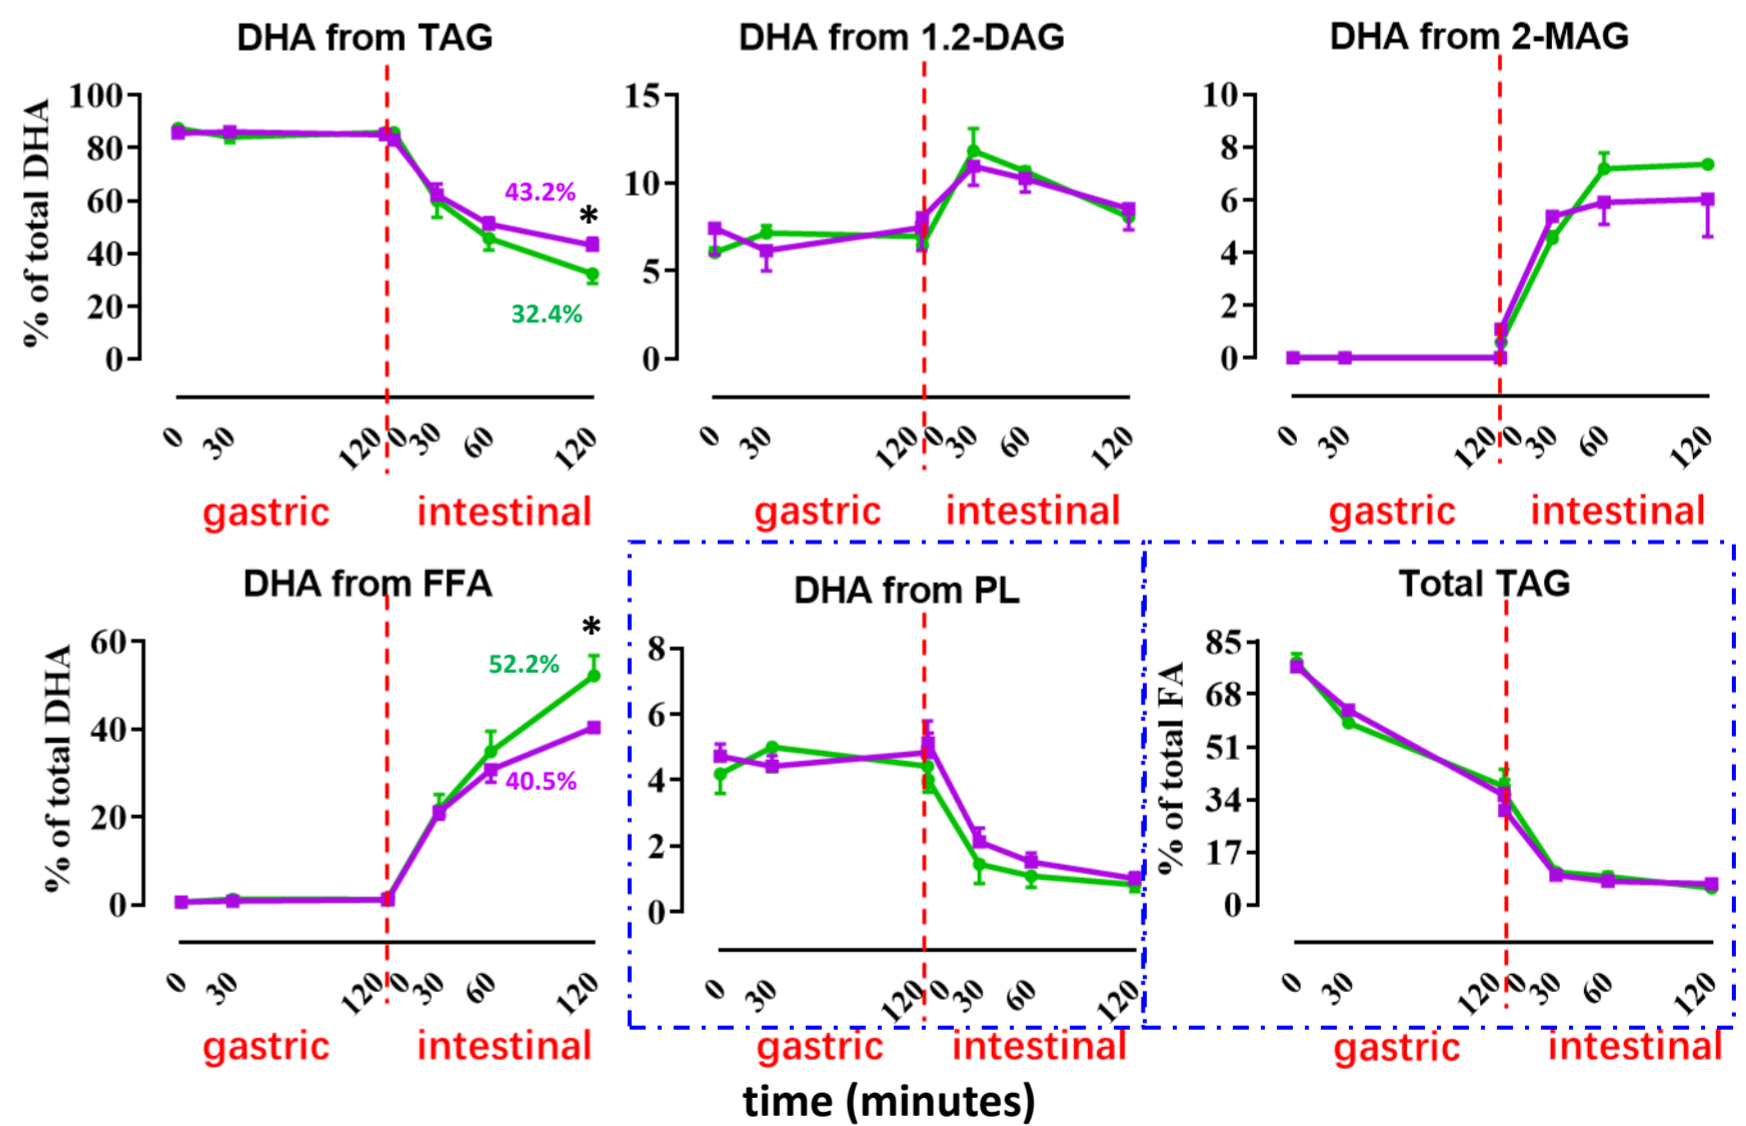 DHA from TAG
% of total DHA
100
80
60
40
20
0
43.2%
*
32.4%
0 30 120 0 30 60 120
gastric intestinal
DHA from 1.2-DAG
15
10
5
0
0 30 120 0 30 60 120
gastric intestinal
DHA from 2-MAG
10
8
6
4
2
0
0 30 120 0 30 60 120
gastric intestinal
DHA from FFA
% of total DHA
60
40
20
0
*
52.2%
40.5%
0 30 120 0 30 60 120
gastric intestinal
DHA from PL
8
6
4
2
0
0 30 120 0 30 60 120
gastric intestinal
Total TAG
% of total FA
85
68
51
34
17
0
0 30 120 0 30 60 120
gastric intestinal
time (minutes)